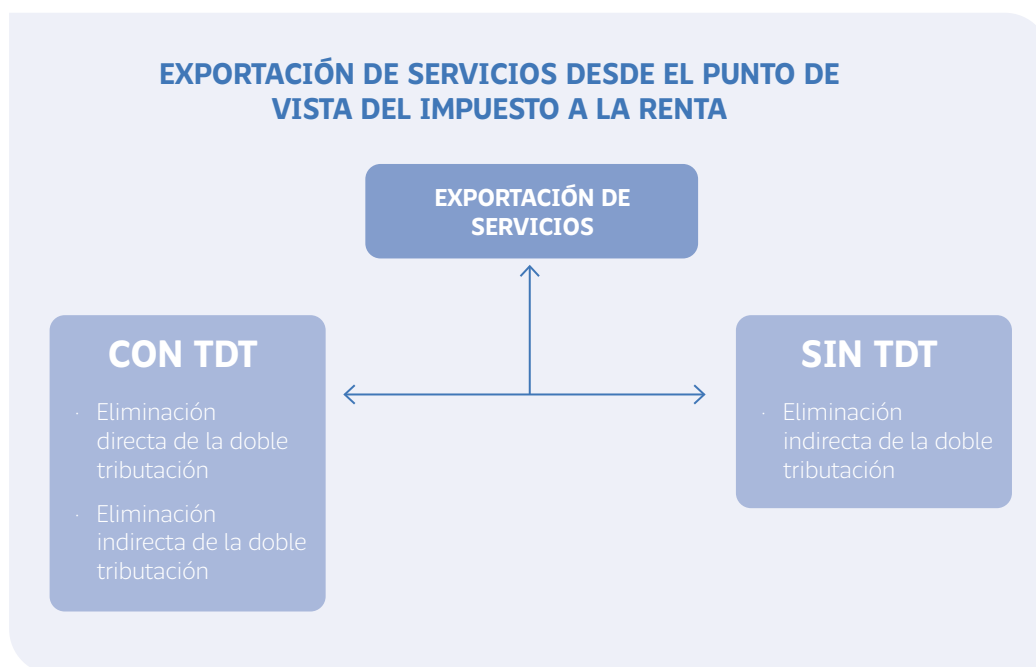 EXPORTACIÓN DE SERVICIOS DESDE EL PUNTO DE
VISTA DEL IMPUESTO A LA RENTA
EXPORTACIÓN DE
SERVICIOS
CON TDT
· Eliminación
directa de la doble
tributación
· Eliminación
indirecta de la doble
tributación
SIN TDT
· Eliminación
indirecta de la doble
tributación